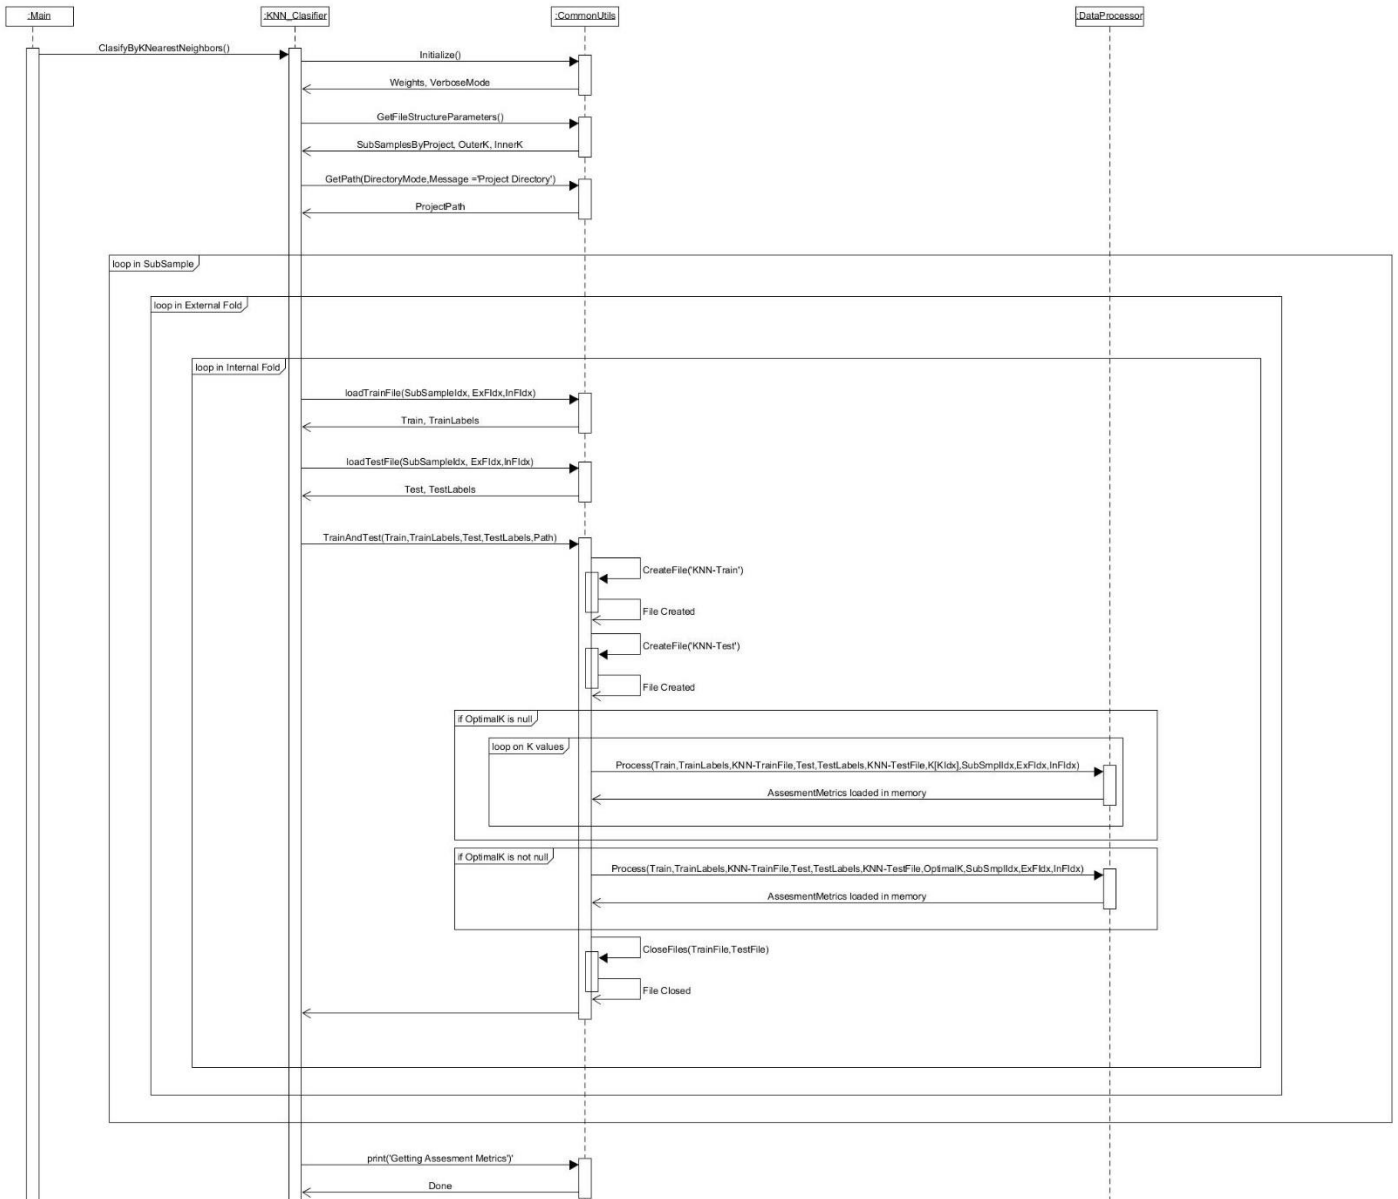 :Main
:KNN_Clasifier
:CommonUtils
:DataProcessor
ClasifyByKNearestNeighbors()
Initialize()
Weights, VerboseMode
GetFileStructureParameters()
SubSamplesByProject, OuterK, InnerK
GetPath(DirectoryMode,Message ='Project Directory')
ProjectPath
loop in SubSample
loop in External Fold
loop in Internal Fold
loadTrainFile(SubSampleIdx, ExFIdx,InFIdx)
Train, TrainLabels
loadTestFile(SubSampleIdx, ExFIdx,InFIdx)
Test, TestLabels
TrainAndTest(Train,TrainLabels,Test,TestLabels,Path)
CreateFile('KNN-Train')
File Created
CreateFile('KNN-Test')
File Created
if OptimalK is null
loop on K values
Process(Train,TrainLabels,KNN-TrainFile,Test,TestLabels,KNN-TestFile,K[KIdx],SubSmplIdx,ExFIdx,InFIdx)
AssesmentMetrics loaded in memory
if OptimalK is not null
Process(Train,TrainLabels,KNN-TrainFile,Test,TestLabels,KNN-TestFile,OptimalK,SubSmplIdx,ExFIdx,InFIdx)
AssesmentMetrics loaded in memory
CloseFiles(TrainFile,TestFile)
File Closed
print('Getting Assesment Metrics')'
Done